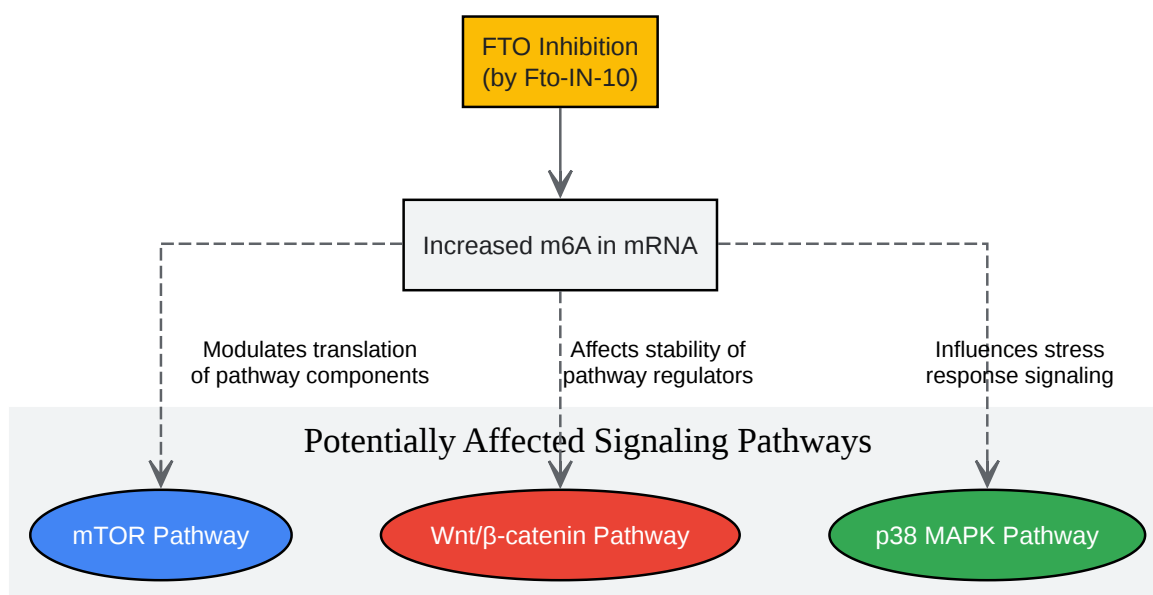 FTO Inhibition
(by Fto-IN-10)
Increased m6A in mRNA
Modulates translation
of pathway components
Affects stability of
pathway regulators
Influences stress
response signaling
Potentially Affected Signaling Pathways
mTOR Pathway
Wnt/β-catenin Pathway
p38 MAPK Pathway